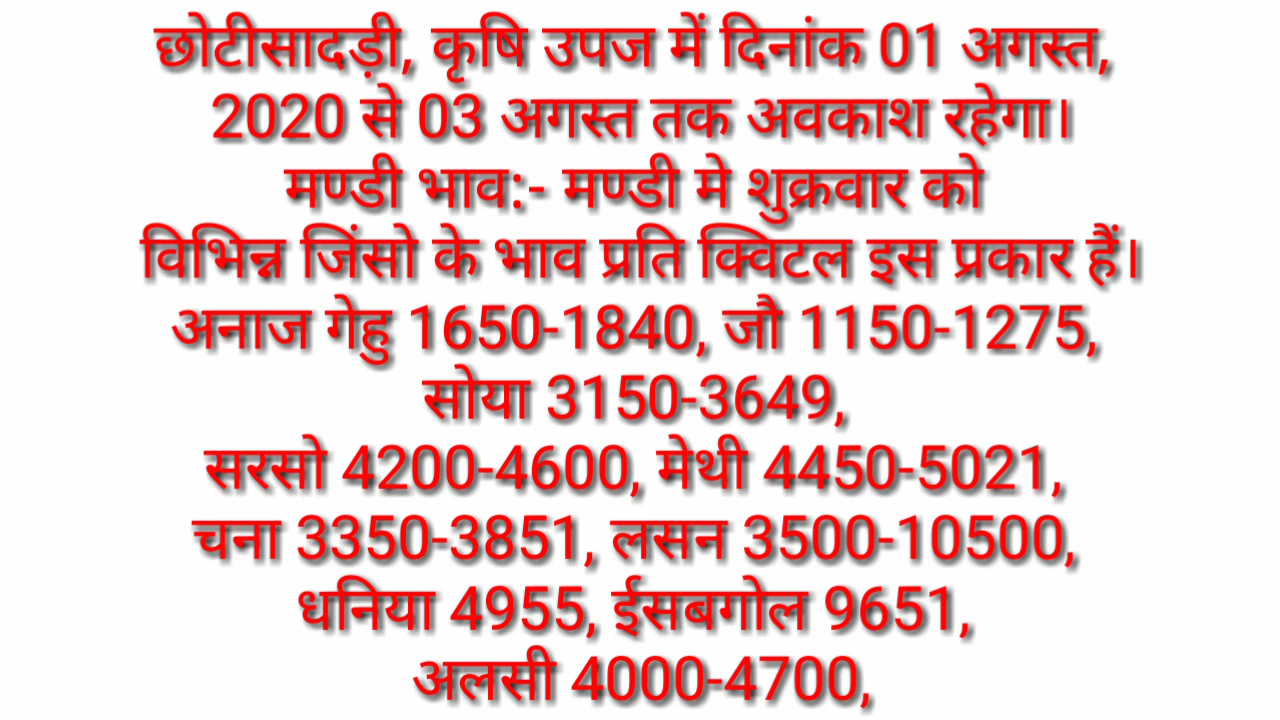 छोटीसादड़ी, कृषि उपज में दिनांक 01 अगस्त,
2020 से 03 अगस्त तक अवकाश रहेगा।
मण्डी भाव:- मण्डी मे शुक्रवार को
विभिन्न जिंसो के भाव प्रति क्विटल इस प्रकार हैं।
अनाज गेहु 1650-1840, जौ 1150-1275,
सोया 3150-3649,
सरसो 4200-4600, मेथी 4450-5021,
चना 3350-3851, लसन 3500-10500,
धनिया 4955, ईसबगोल 9651,
अलसी 4000-4700,